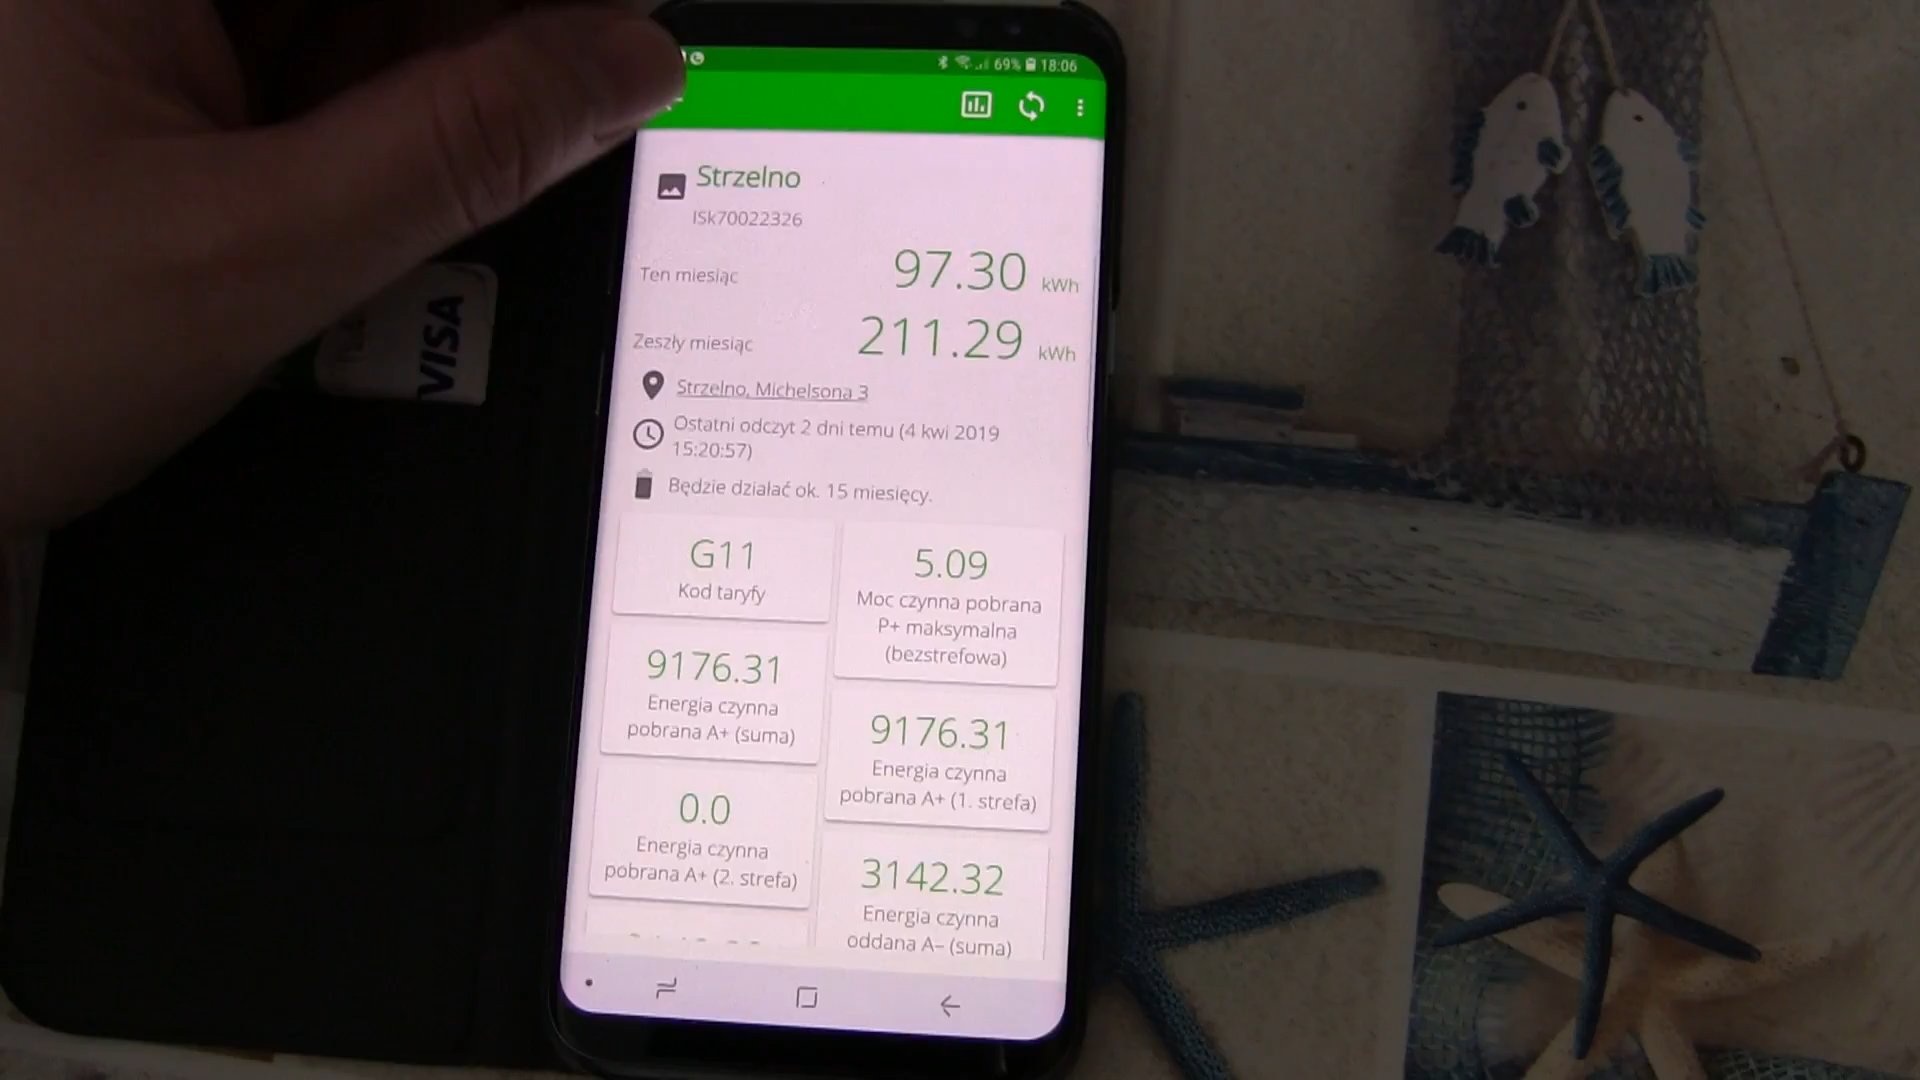 69% 18:06
Strzelno
ISk70022326
Ten miesiąc 97.30 kWh
Zeszły miesiąc 211.29 kWh
Strzelno, Michelsona 3
Ostatni odczyt 2 dni temu (4 kwi 2019
15:20:57)
Będzie działać ok. 15 miesięcy.
G11
Kod taryfy
5.09
Moc czynna pobrana
P+ maksymalna
(bezstrefowa)
9176.31
Energia czynna
pobrana A+ (suma)
9176.31
Energia czynna
pobrana A+ (1. strefa)
0.0
Energia czynna
pobrana A+ (2. strefa)
3142.32
Energia czynna
oddana A– (suma)
VISA